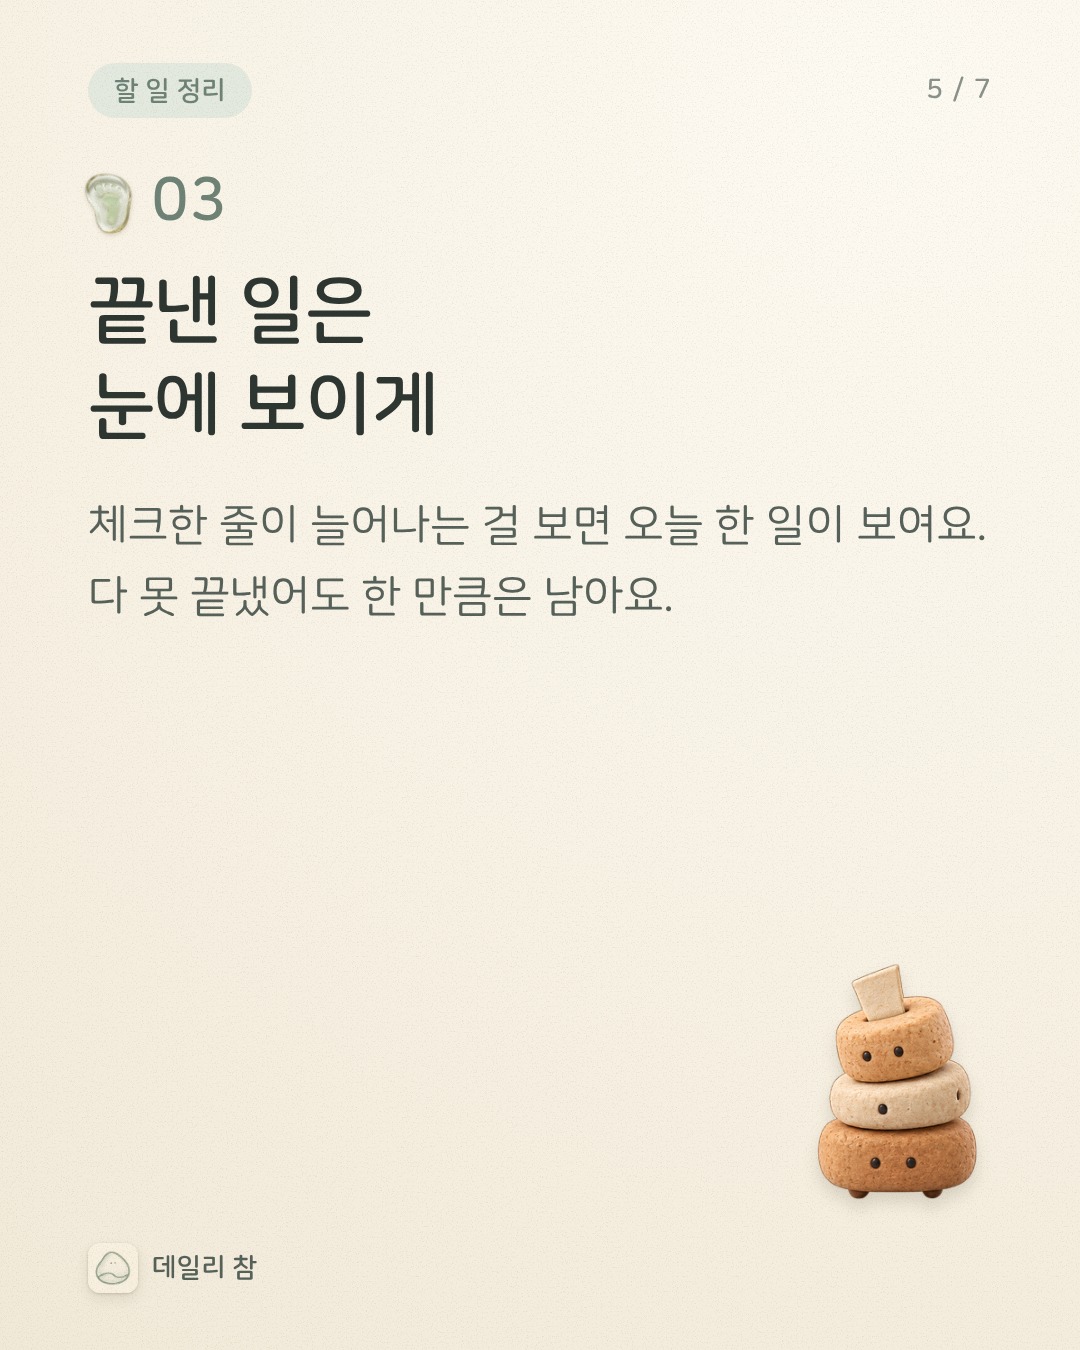 할 일 정리
5 / 7
03
끝낸 일은
눈에 보이게
체크한 줄이 늘어나는 걸 보면 오늘 한 일이 보여요.
다 못 끝냈어도 한 만큼은 남아요.
데일리 참